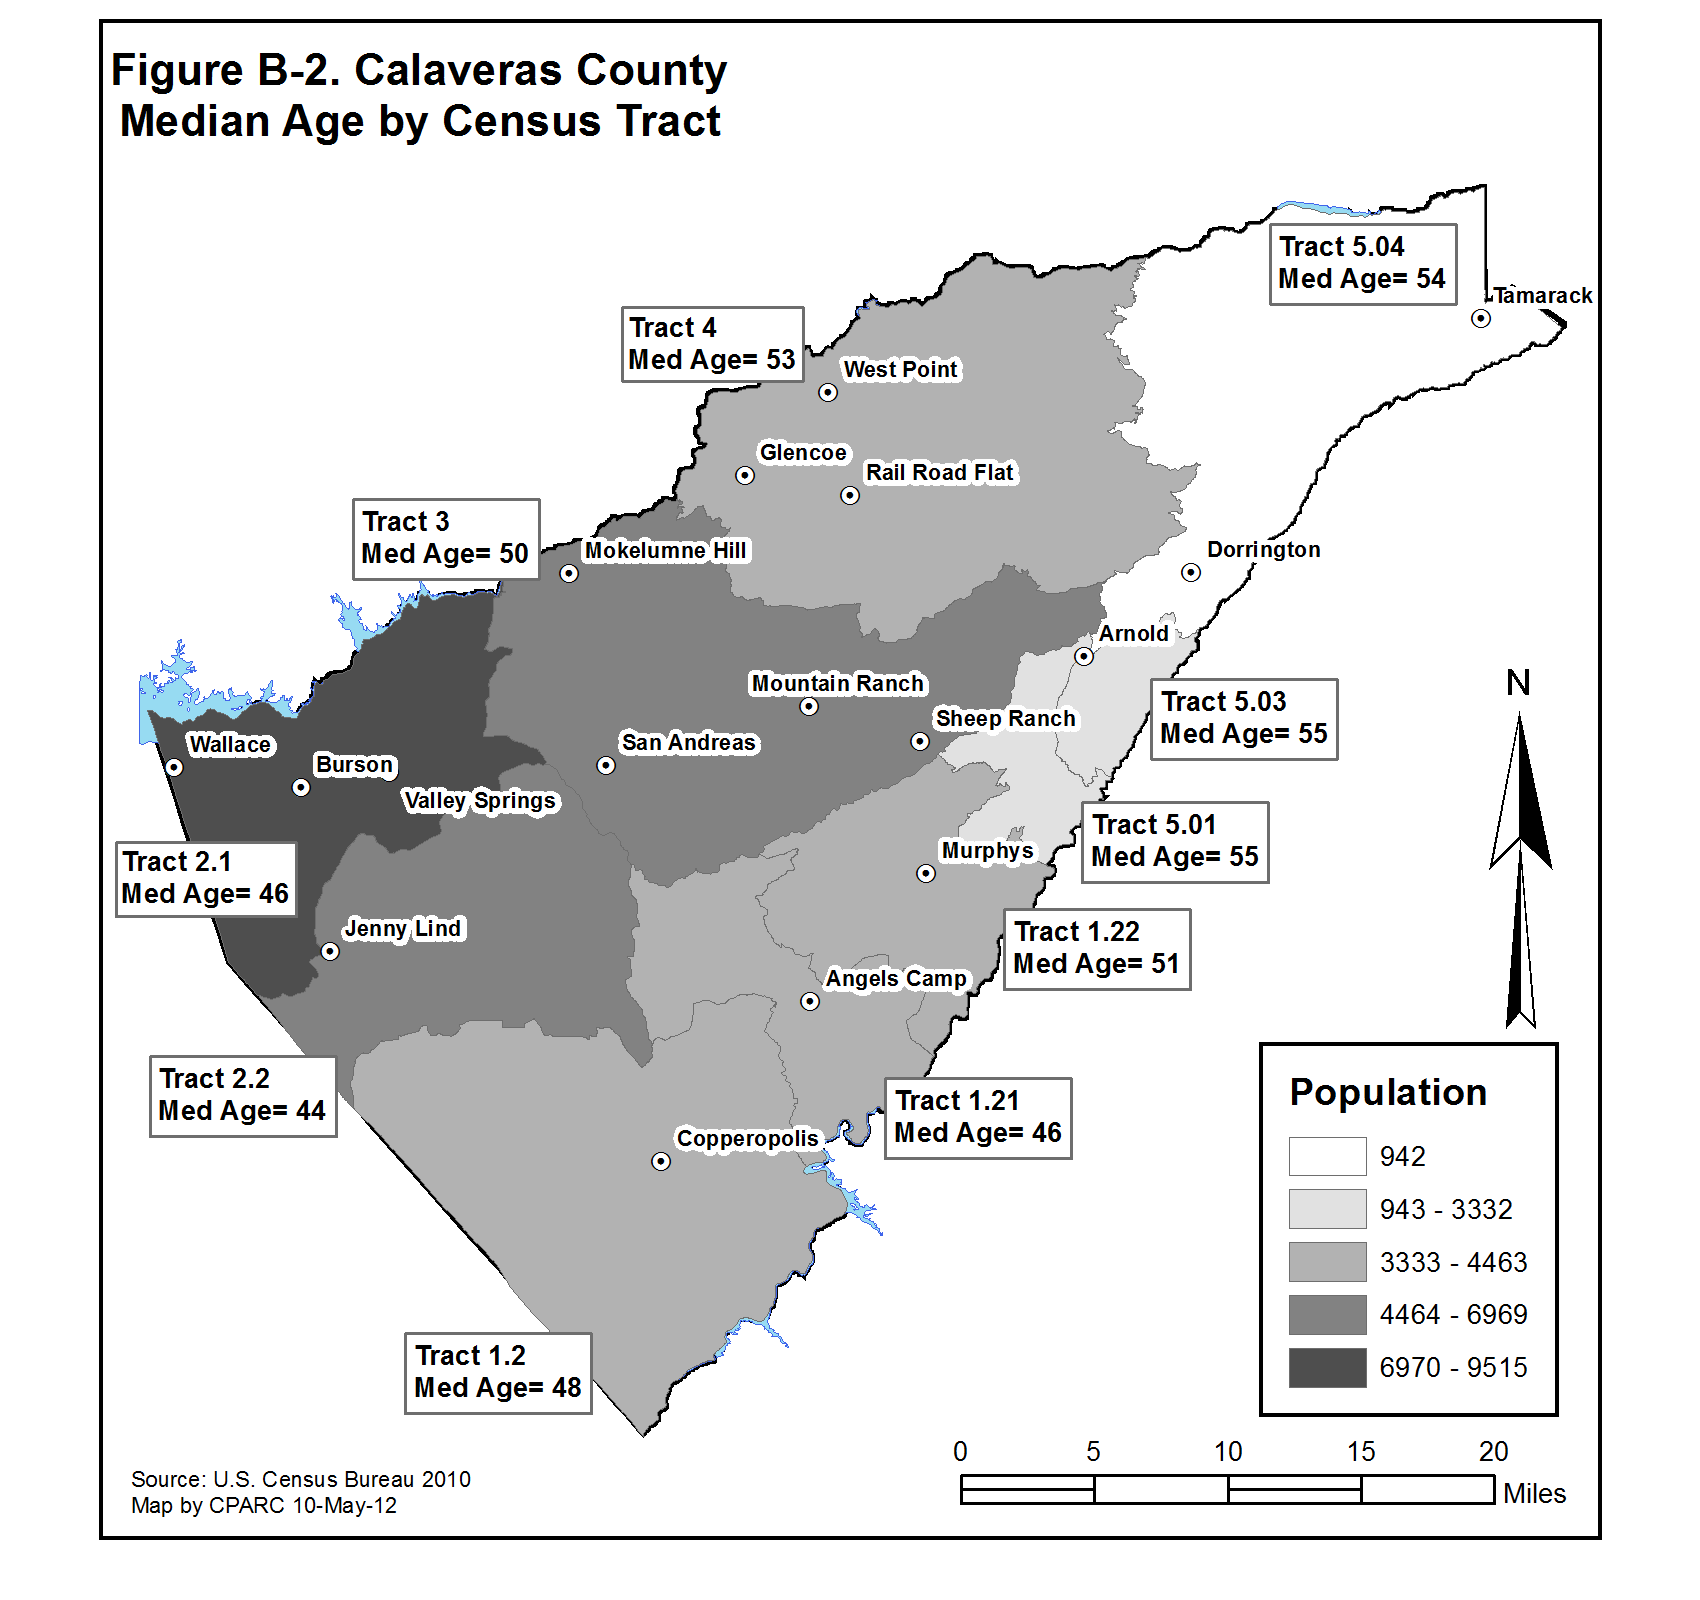 Figure B-2. Calaveras County
Median Age by Census Tract
Tract 5.04
Med Age= 54
Tamarack
Tract 4
Med Age= 53
West Point
Glencoe
Rail Road Flat
Tract 3
Med Age= 50
Mokelumne Hill
Dorrington
Arnold
Mountain Ranch
Tract 5.03
Med Age= 55
Sheep Ranch
San Andreas
Wallace
Burson
Valley Springs
Tract 5.01
Med Age= 55
Murphys
Tract 2.1
Med Age= 46
Jenny Lind
Tract 1.22
Med Age= 51
Angels Camp
Tract 2.2
Med Age= 44
Tract 1.21
Med Age= 46
Copperopolis
Tract 1.2
Med Age= 48
N
Population
942
943 - 3332
3333 - 4463
4464 - 6969
6970 - 9515
0 5 10 15 20
Miles
Source: U.S. Census Bureau 2010
Map by CPARC 10-May-12